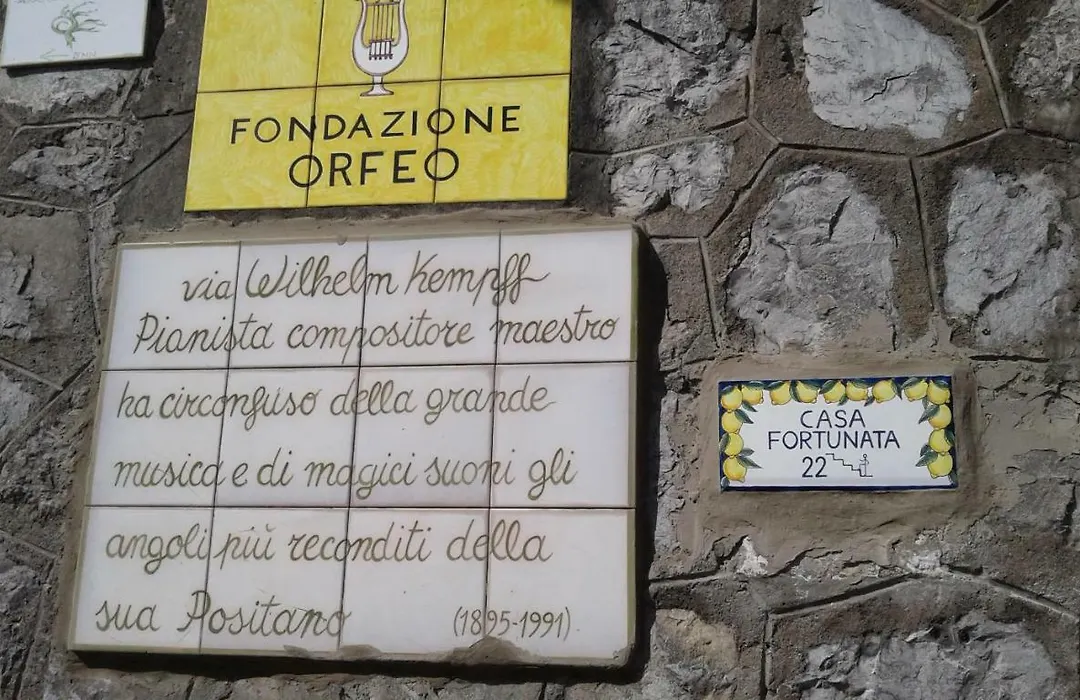 FONDAZIONE
ORFEO
via Wilhelm Kempff
Pianista compositore maestro
ha circonfuso della grande
musica e di magici suoni gli
angoli più reconditi della
sua Positano (1895-1991)
CASA
FORTUNATA
22